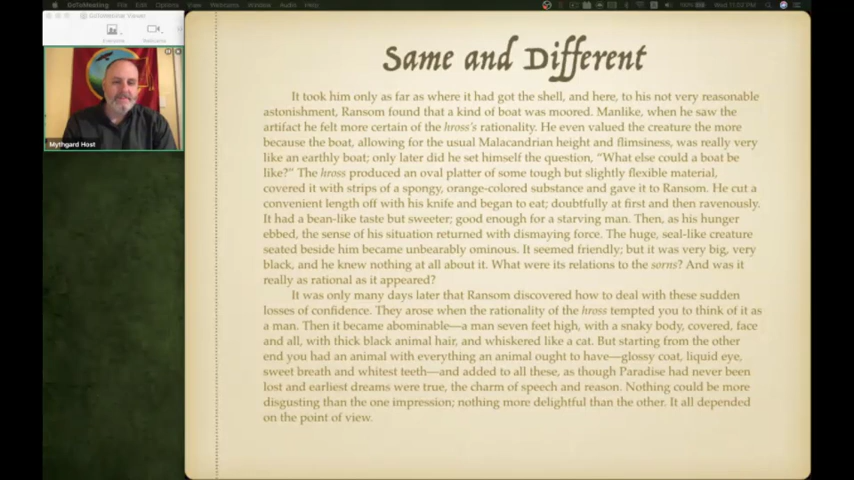 GoToMeeting File Edit Options View Webcams Window Audio Help
Wed 11:03 PM
GoToWebinar Viewer
Everyone
Webcams
Mythgard Host
Same and Different
It took him only as far as where it had got the shell, and here, to his not very reasonable
astonishment, Ransom found that a kind of boat was moored. Manlike, when he saw the
artifact he felt more certain of the hross's rationality. He even valued the creature the more
because the boat, allowing for the usual Malacandrian height and flimsiness, was really very
like an earthly boat; only later did he set himself the question, “What else could a boat be
like?” The hross produced an oval platter of some tough but slightly flexible material,
covered it with strips of a spongy, orange-colored substance and gave it to Ransom. He cut a
convenient length off with his knife and began to eat; doubtfully at first and then ravenously.
It had a bean-like taste but sweeter; good enough for a starving man. Then, as his hunger
ebbed, the sense of his situation returned with dismaying force. The huge, seal-like creature
seated beside him became unbearably ominous. It seemed friendly; but it was very big, very
black, and he knew nothing at all about it. What were its relations to the sorns? And was it
really as rational as it appeared?
It was only many days later that Ransom discovered how to deal with these sudden
losses of confidence. They arose when the rationality of the hross tempted you to think of it as
a man. Then it became abominable—a man seven feet high, with a snaky body, covered, face
and all, with thick black animal hair, and whiskered like a cat. But starting from the other
end you had an animal with everything an animal ought to have—glossy coat, liquid eye,
sweet breath and whitest teeth—and added to all these, as though Paradise had never been
lost and earliest dreams were true, the charm of speech and reason. Nothing could be more
disgusting than the one impression; nothing more delightful than the other. It all depended
on the point of view.